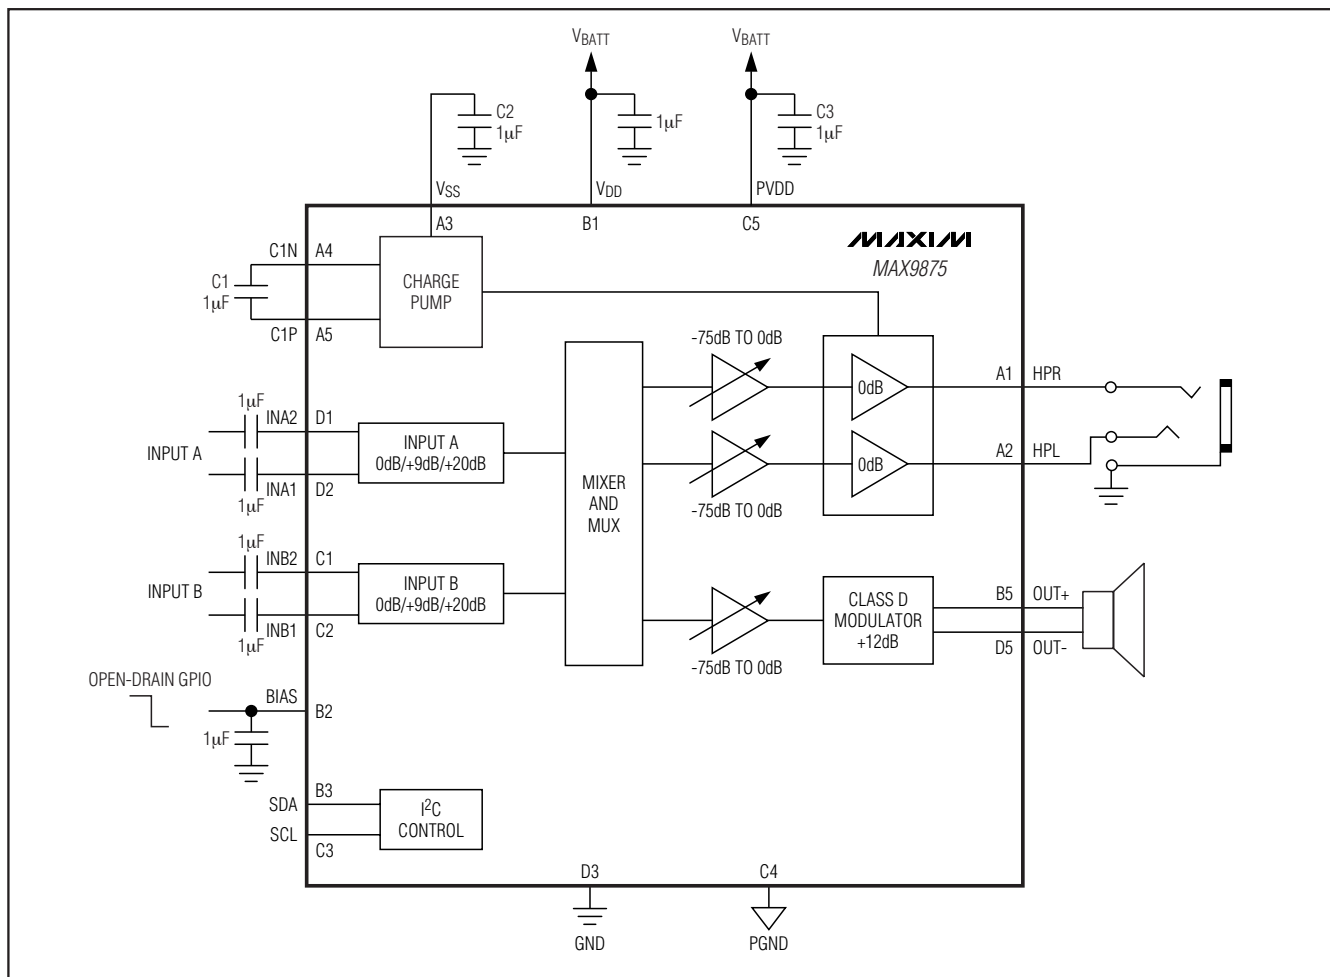 VBATT
VBATT
C2
1µF
1µF
C3
1µF
VSS
VDD
PVDD
A3
B1
C5
MAXIM
MAX9875
C1N
A4
C1
1µF
CHARGE
PUMP
C1P
A5
-75dB TO 0dB
0dB
A1
HPR
1µF
INA2
D1
INPUT A
INPUT A
0dB/+9dB/+20dB
INA1
D2
1µF
MIXER
AND
MUX
0dB
A2
HPL
-75dB TO 0dB
1µF
INB2
C1
INPUT B
INPUT B
0dB/+9dB/+20dB
INB1
C2
1µF
CLASS D
MODULATOR
+12dB
B5
OUT+
D5
OUT-
-75dB TO 0dB
OPEN-DRAIN GPIO
BIAS
B2
1µF
SDA
B3
I2C
CONTROL
SCL
C3
D3
C4
GND
PGND